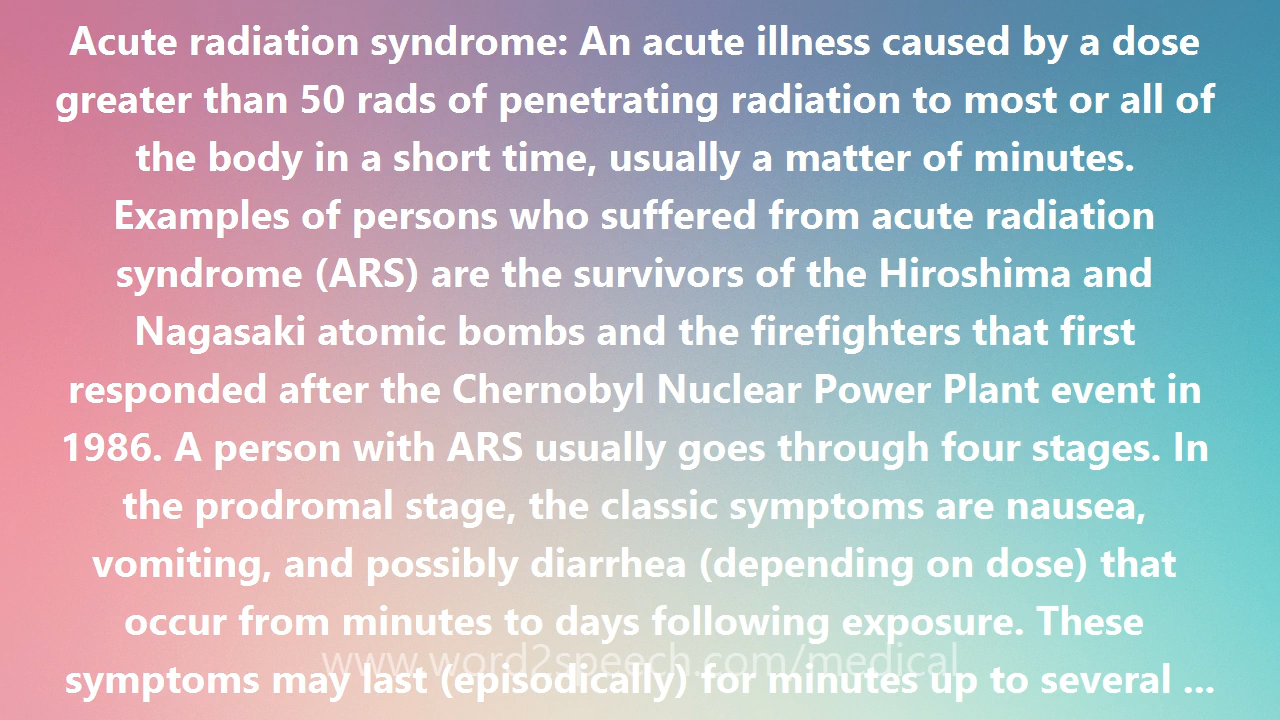 Acute radiation syndrome: An acute illness caused by a dose
greater than 50 rads of penetrating radiation to most or all of
the body in a short time, usually a matter of minutes.
Examples of persons who suffered from acute radiation
syndrome (ARS) are the survivors of the Hiroshima and
Nagasaki atomic bombs and the firefighters that first
responded after the Chernobyl Nuclear Power Plant event in
1986. A person with ARS usually goes through four stages. In
the prodromal stage, the classic symptoms are nausea,
vomiting, and possibly diarrhea (depending on dose) that
occur from minutes to days following exposure. These
www.word2speech.com/medical
symptoms may last (episodically) for minutes up to several ...